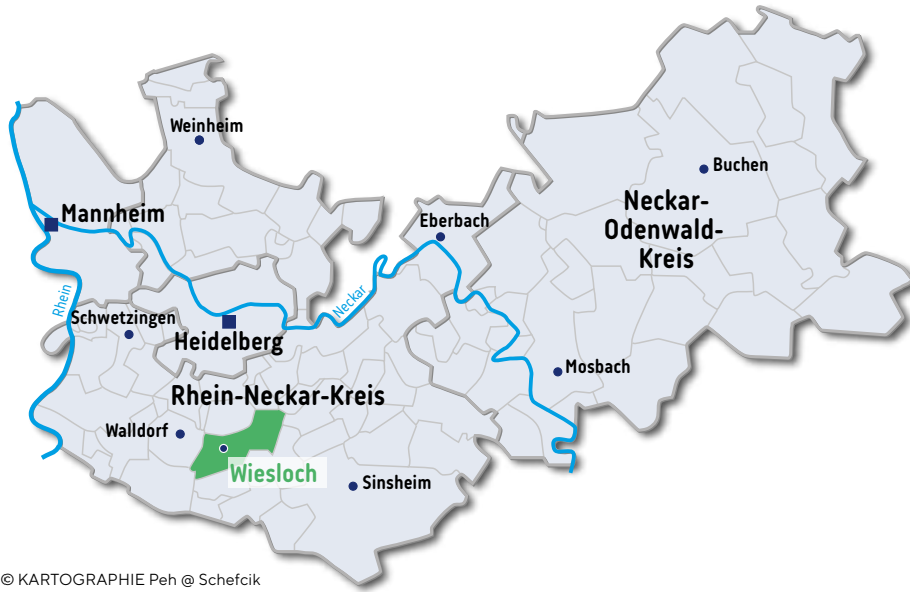 Weinheim
Buchen
Mannheim
Neckar-
Odenwald-
Kreis
Eberbach
Rhein
Neckar
Schwetzingen
Heidelberg
Mosbach
Rhein-Neckar-Kreis
Walldorf
Wiesloch
Sinsheim
© KARTOGRAPHIE Peh @ Schefcik